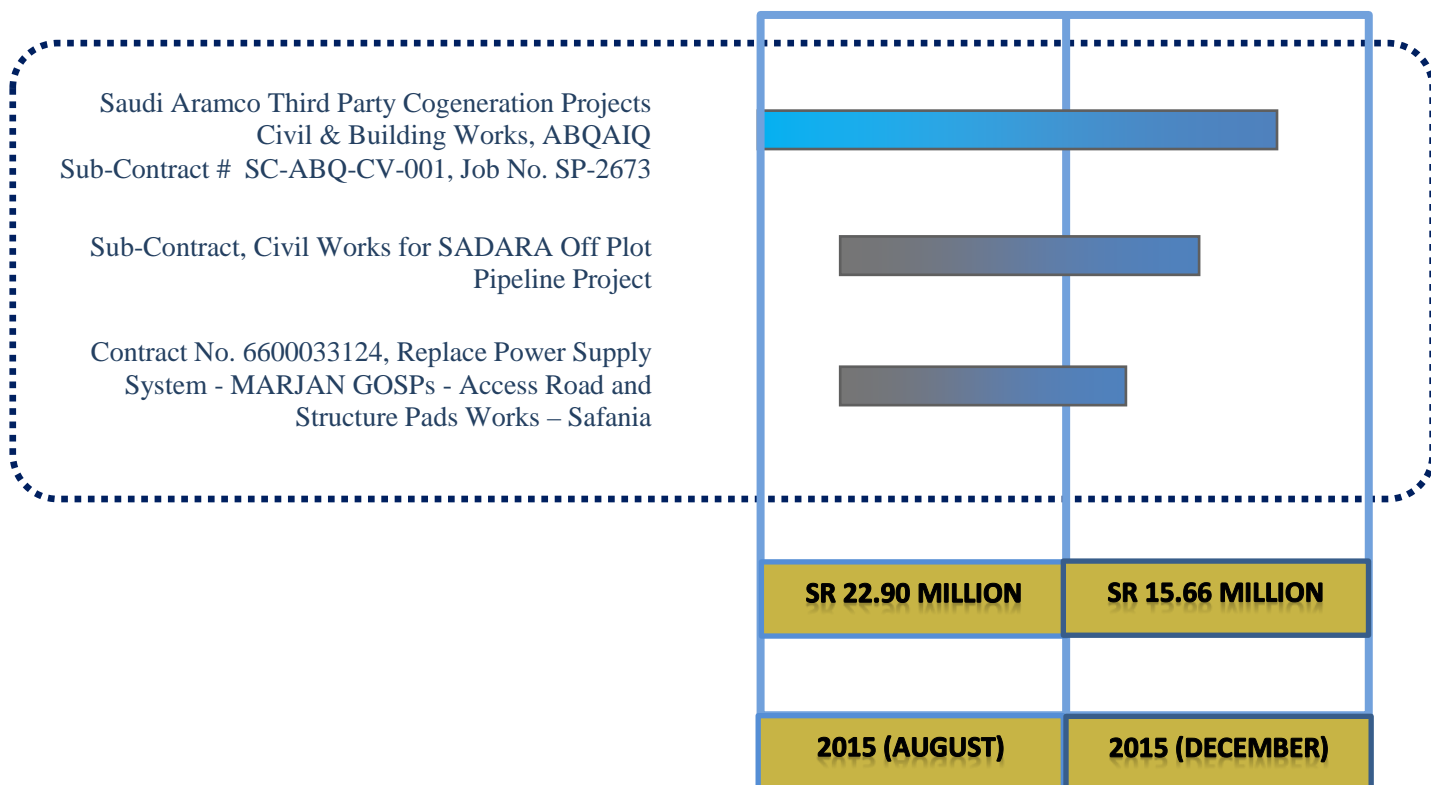 Saudi Aramco Third Party Cogeneration Projects
Civil & Building Works, ABQAIQ
Sub-Contract # SC-ABQ-CV-001, Job No. SP-2673
Sub-Contract, Civil Works for SADARA Off Plot
Pipeline Project
Contract No. 6600033124, Replace Power Supply
System - MARJAN GOSPs - Access Road and
Structure Pads Works – Safania
SR 22.90 MILLION
SR 15.66 MILLION
2015 (AUGUST)
2015 (DECEMBER)